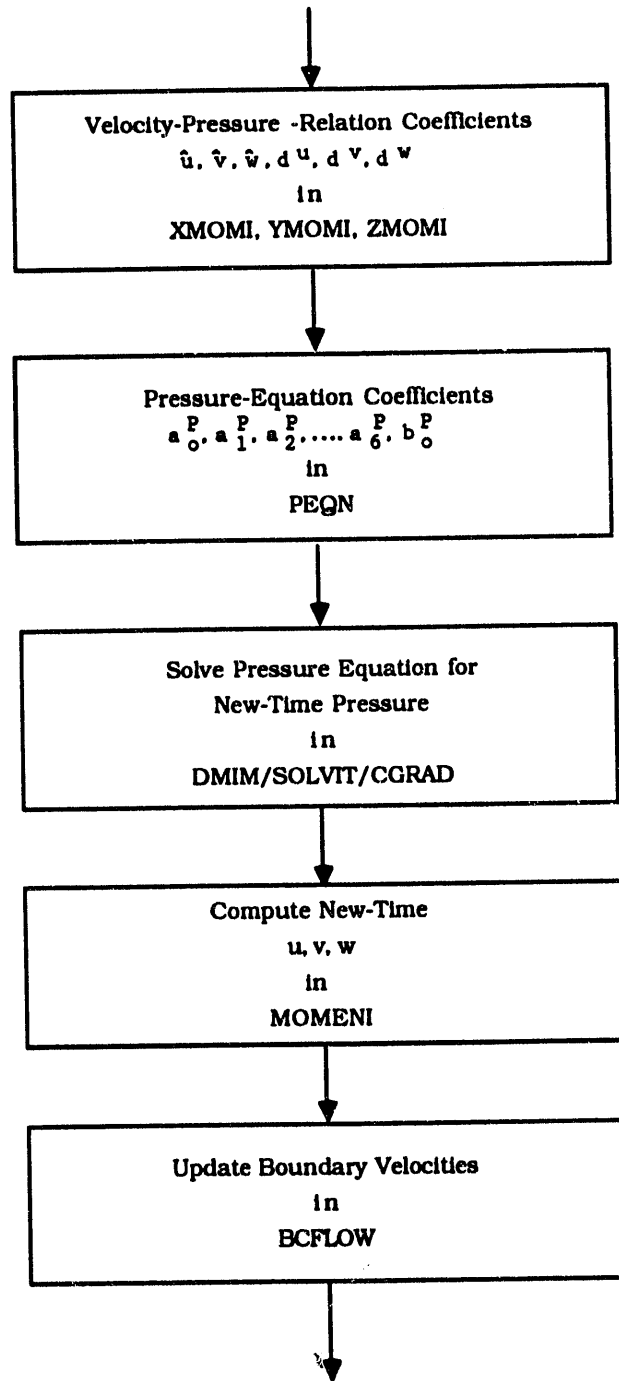 Velocity-Pressure -Relation Coefficients
û, v̂, ŵ, d ᵘ, d ᵛ, d ʷ
in
XMOMI, YMOMI, ZMOMI
Pressure-Equation Coefficients
a P o, a P 1, a P 2, ..... a P 6, b P o
in
PEQN
Solve Pressure Equation for
New-Time Pressure
in
DMIM/SOLVIT/CGRAD
Compute New-Time
u, v, w
in
MOMENI
Update Boundary Velocities
in
BCFLOW